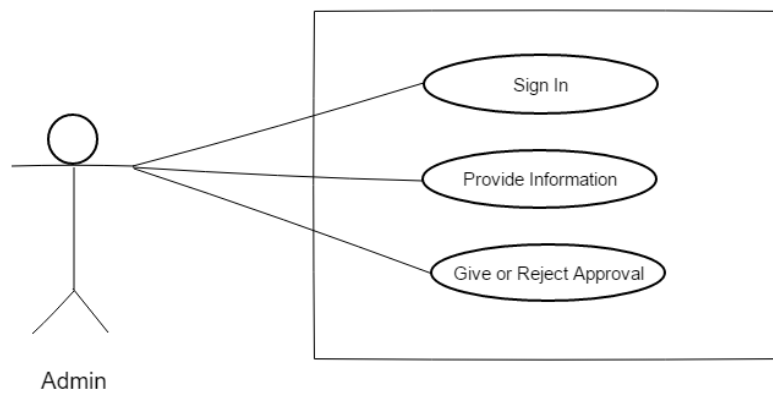 Sign In
Provide Information
Give or Reject Approval
Admin